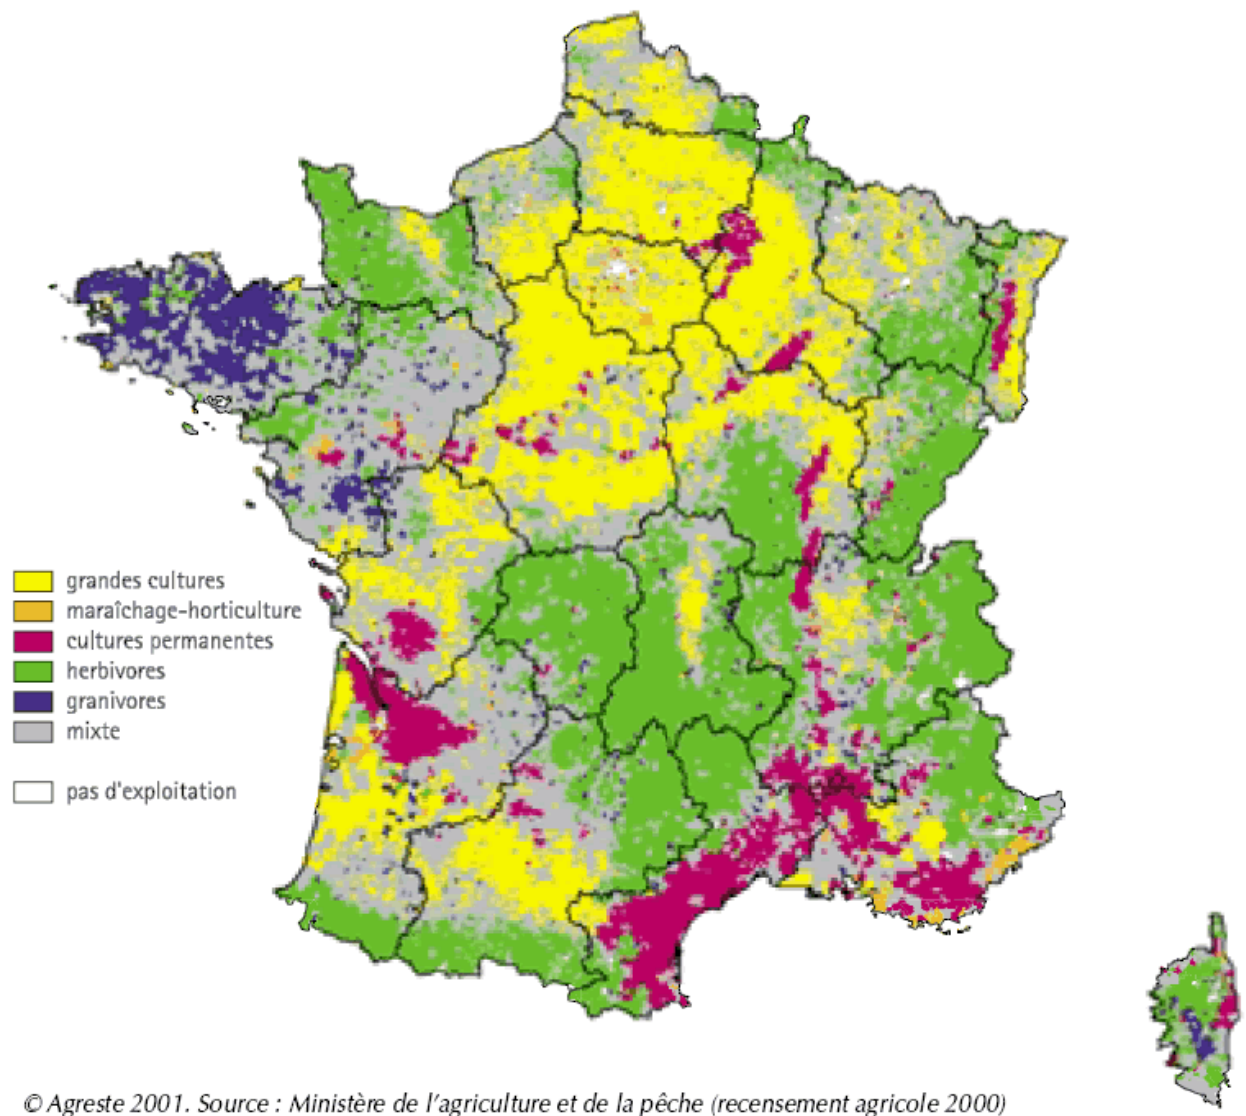 grandes cultures
maraîchage-horticulture
cultures permanentes
herbivores
granivores
mixte
pas d'exploitation
© Agreste 2001. Source : Ministère de l'agriculture et de la pêche (recensement agricole 2000)